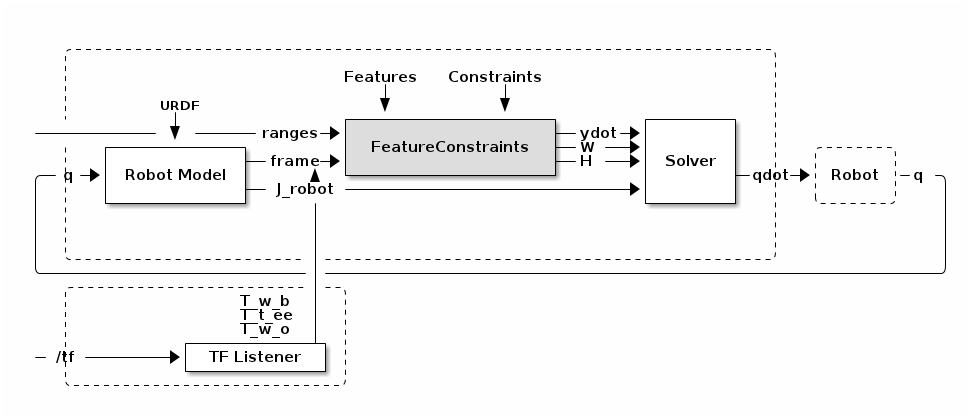 Features Constraints
URDF
ranges
ydot
FeatureConstraints
W
frame
H
Solver
q
Robot Model
qdot
Robot
q
J_robot
T_w_b
T_t_ee
T_w_o
/tf
TF Listener